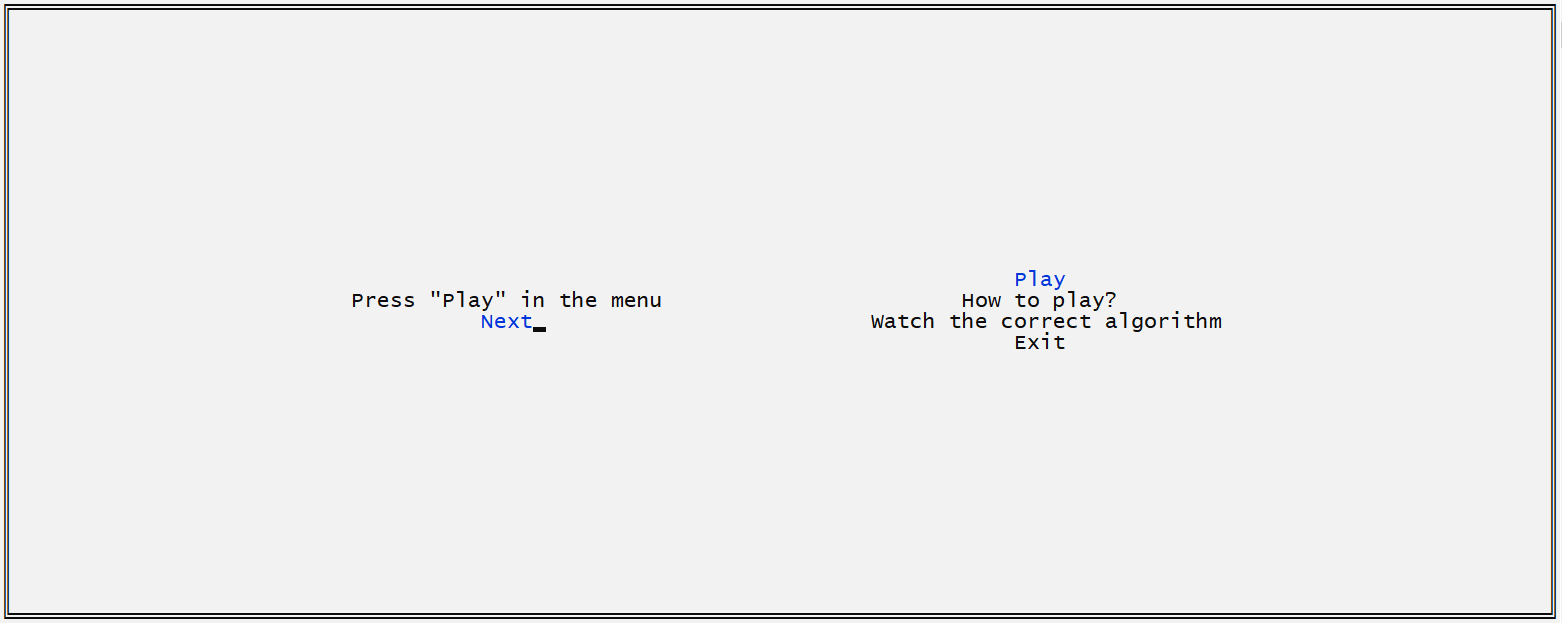 Press "Play" in the menu
Next
Play
How to play?
Watch the correct algorithm
Exit